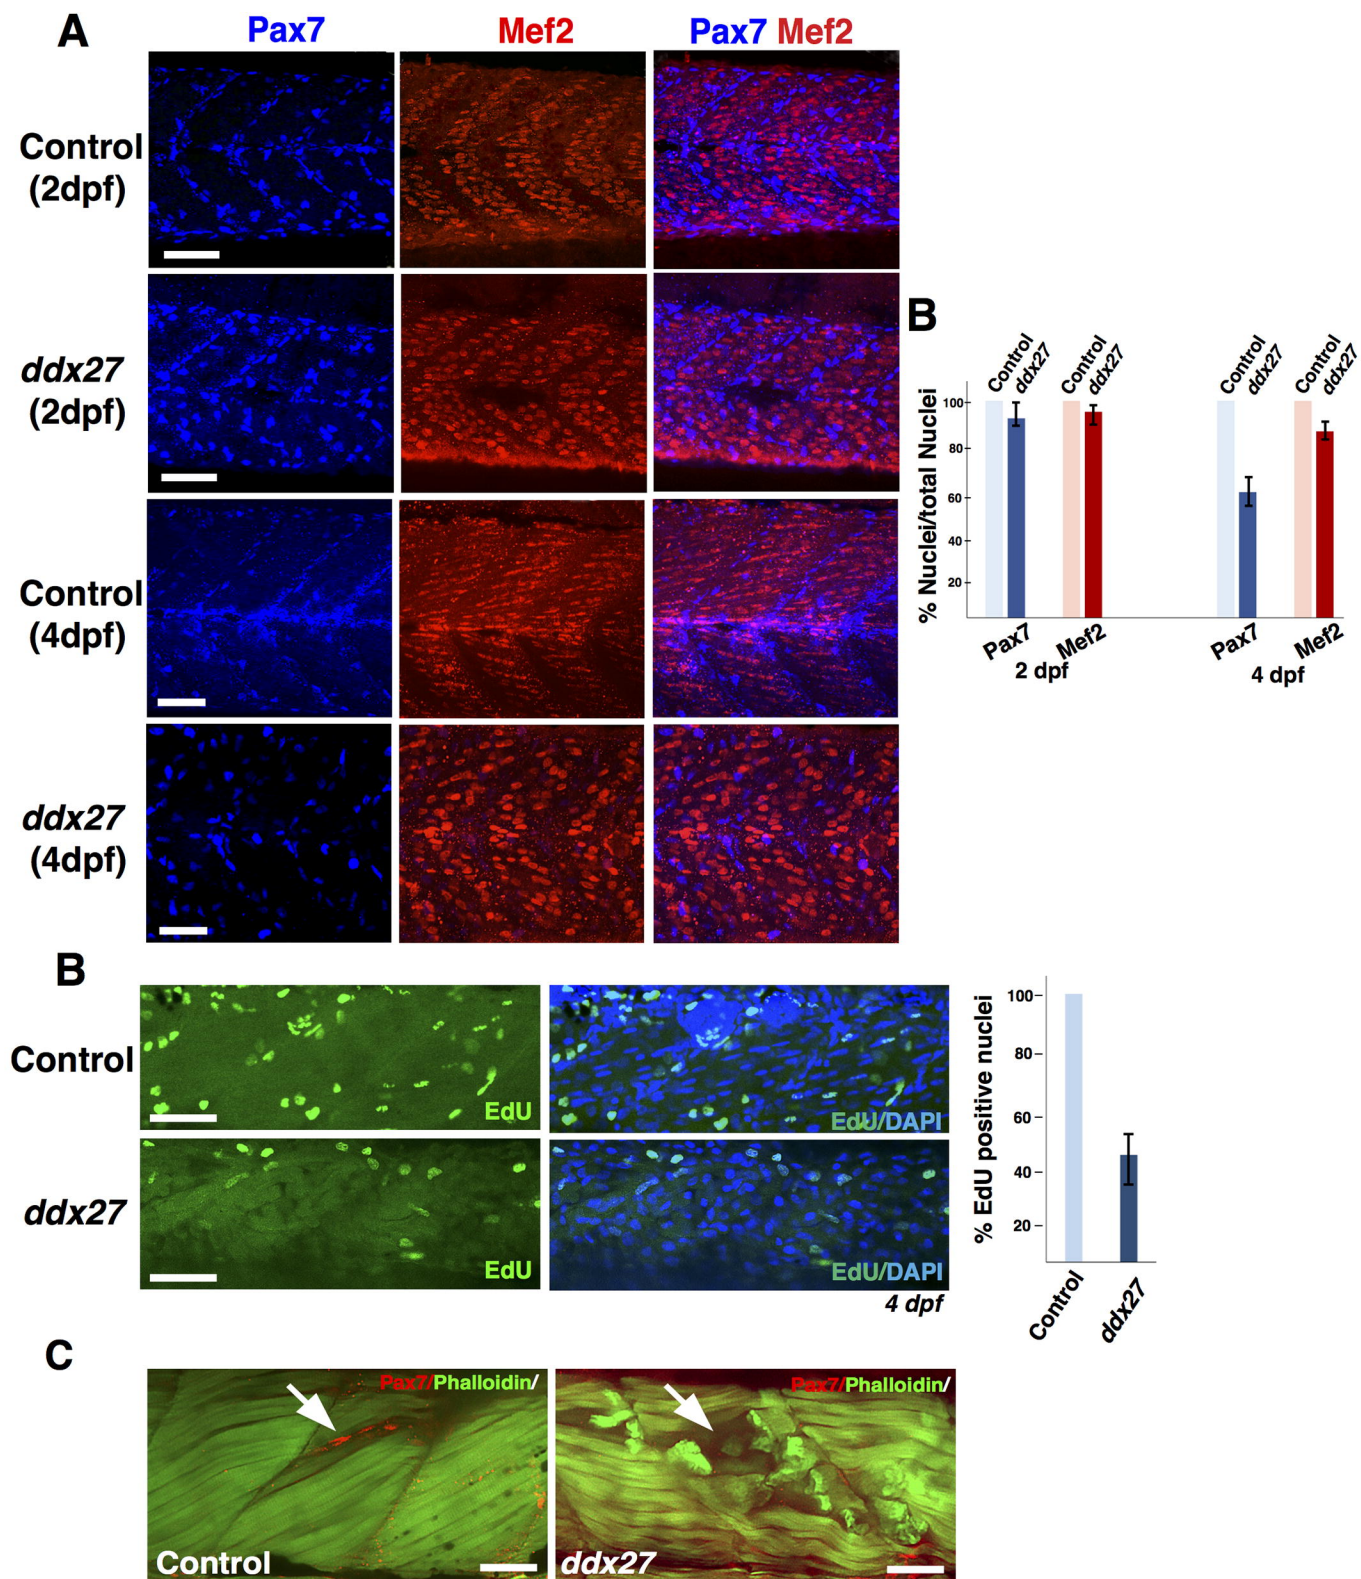 A
Pax7
Mef2
Pax7 Mef2
Control
(2dpf)
ddx27
(2dpf)
Control
(4dpf)
ddx27
(4dpf)
B
% Nuclei/total Nuclei
100
80
60
40
20
Control
ddx27
Control
ddx27
Control
ddx27
Control
ddx27
Pax7
Mef2
Pax7
Mef2
2 dpf
4 dpf
B
Control
EdU
EdU/DAPI
ddx27
EdU
EdU/DAPI
4 dpf
% EdU positive nuclei
100
80
60
40
20
Control
ddx27
C
Pax7/Phalloidin/
Control
Pax7/Phalloidin/
ddx27